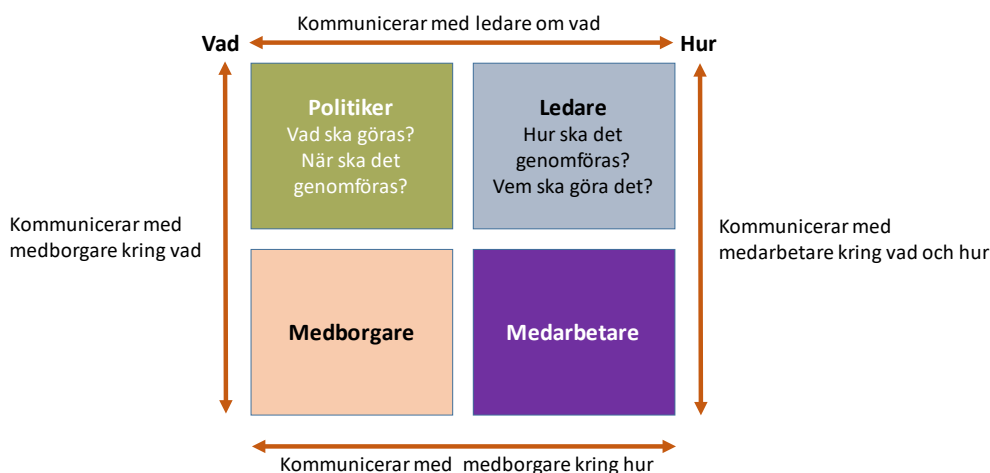 Kommunicerar med ledare om vad
Vad
Hur
Politiker
Vad ska göras?
När ska det
genomföras?
Ledare
Hur ska det
genomföras?
Vem ska göra det?
Kommunicerar med
medborgare kring vad
Kommunicerar med
medarbetare kring vad och hur
Medborgare
Medarbetare
Kommunicerar med  medborgare kring hur